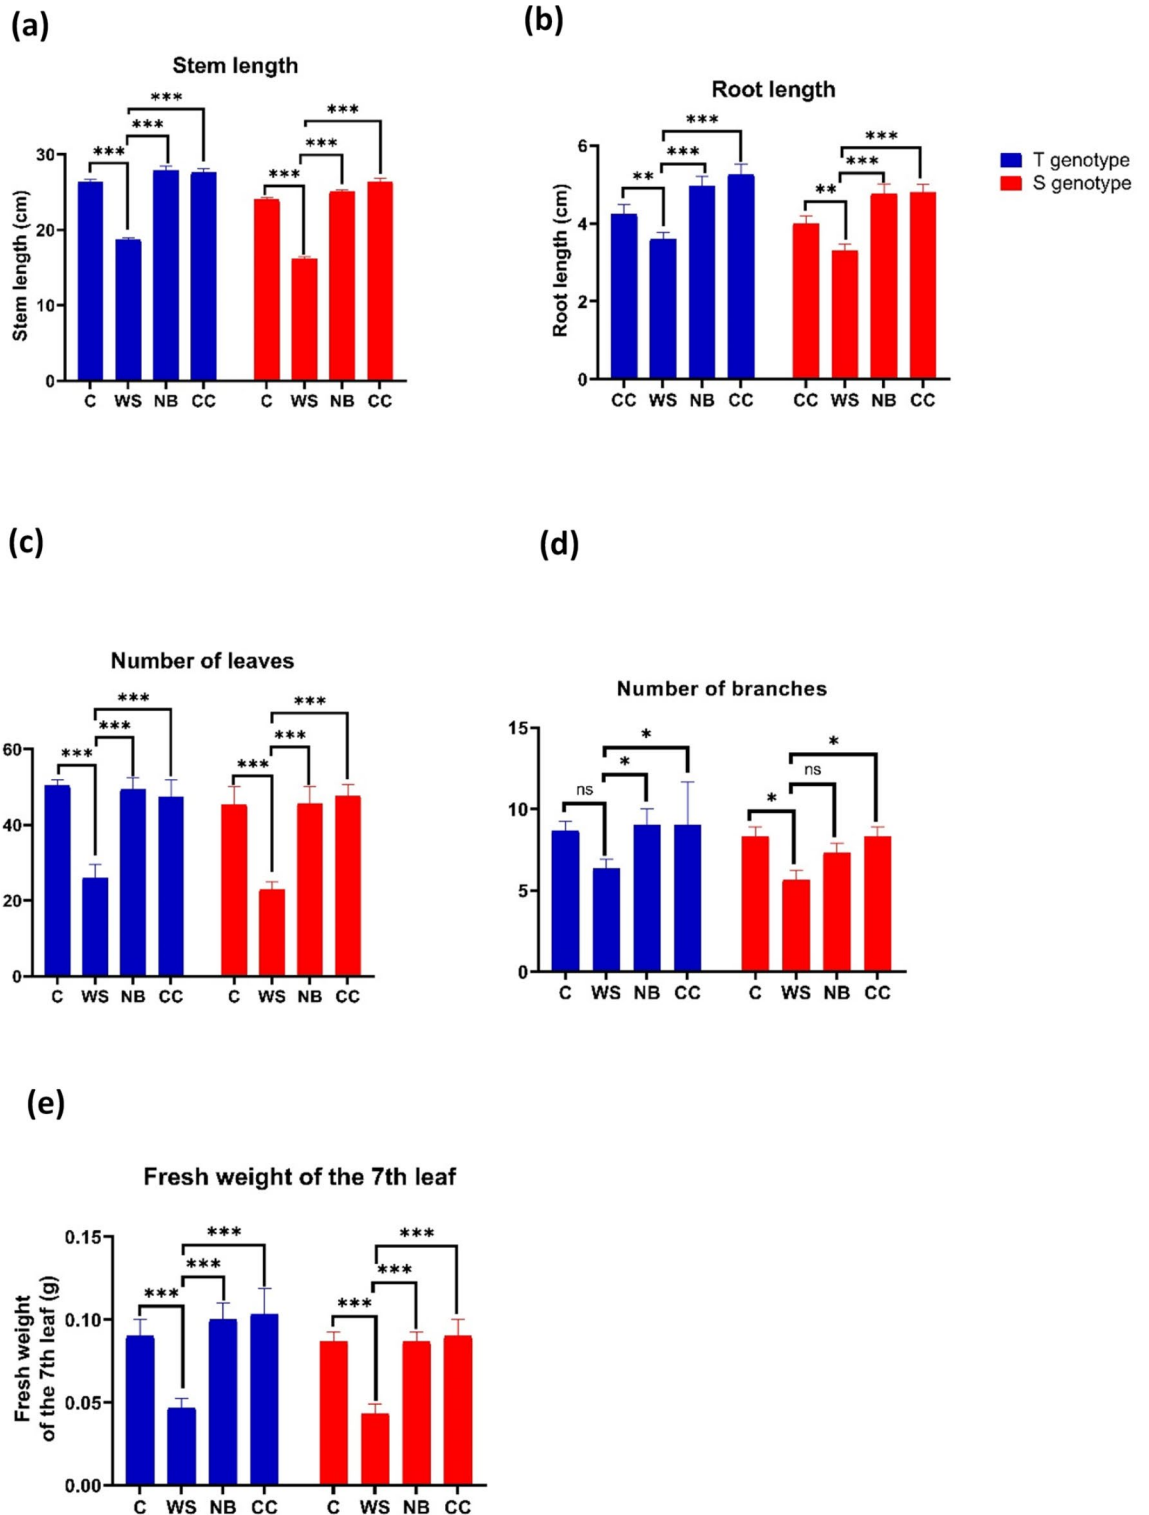 (a)
Stem length
Stem length (cm)
30
20
10
0
***
***
***
***
***
***
C WS NB CC C WS NB CC
(b)
Root length
Root length (cm)
6
4
2
0
***
***
**
***
***
**
CC WS NB CC CC WS NB CC
T genotype
S genotype
(c)
Number of leaves
60
40
20
0
***
***
***
***
***
***
C WS NB CC C WS NB CC
(d)
Number of branches
15
10
5
0
*
*
ns
*
ns
*
C WS NB CC C WS NB CC
(e)
Fresh weight of the 7th leaf
Fresh weight
of the 7th leaf (g)
0.15
0.10
0.05
0.00
***
***
***
***
***
***
C WS NB CC C WS NB CC